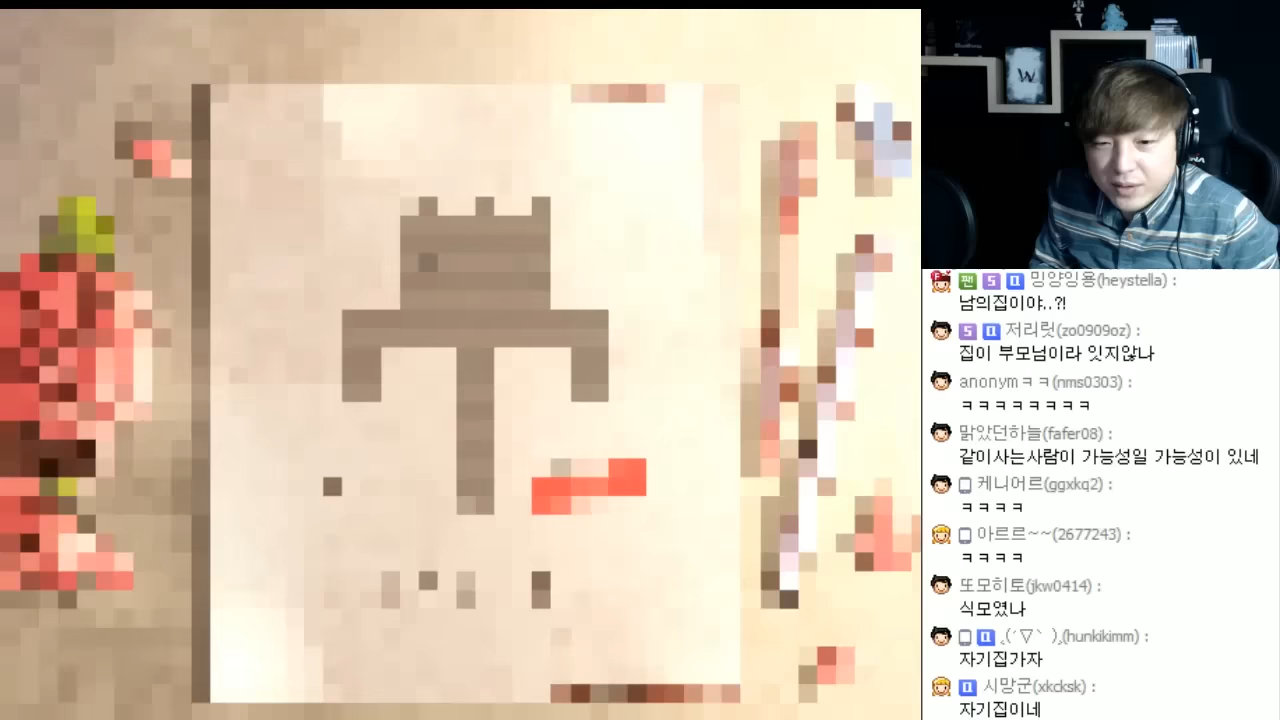 W
밍양잉용(heystella) :
남의집이야..?!
저리럿(zo0909oz) :
집이 부모님이라 잇지않나
anonymㅋㅋ(nms0303) :
ㅋㅋㅋㅋㅋㅋㅋㅋ
맑았던하늘(fafer08) :
같이사는사람이 가능성일 가능성이 있네
케니어르(ggxkq2) :
ㅋㅋㅋㅋ
아르르~~(2677243) :
ㅋㅋㅋㅋ
또모히토(jkw0414) :
식모였나
(hunkikimm) :
자기집가자
시망군(xkcksk) :
자기집이네